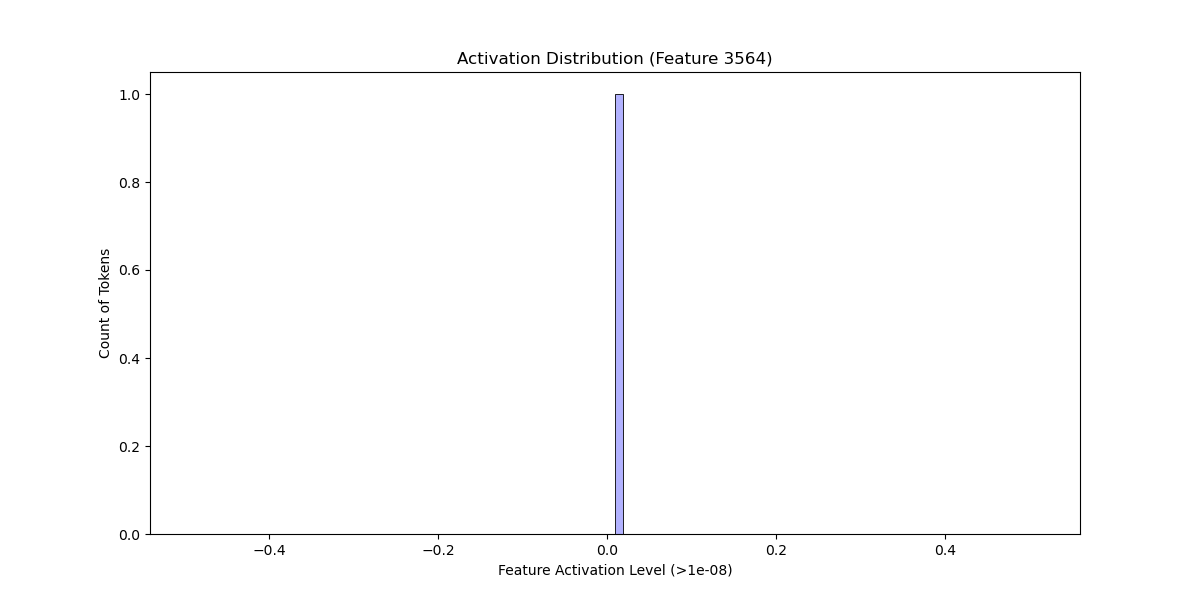 Activation Distribution (Feature 3564)
1.0
0.8
0.6
0.4
0.2
0.0
Count of Tokens
−0.4 −0.2 0.0 0.2 0.4
Feature Activation Level (>1e-08)